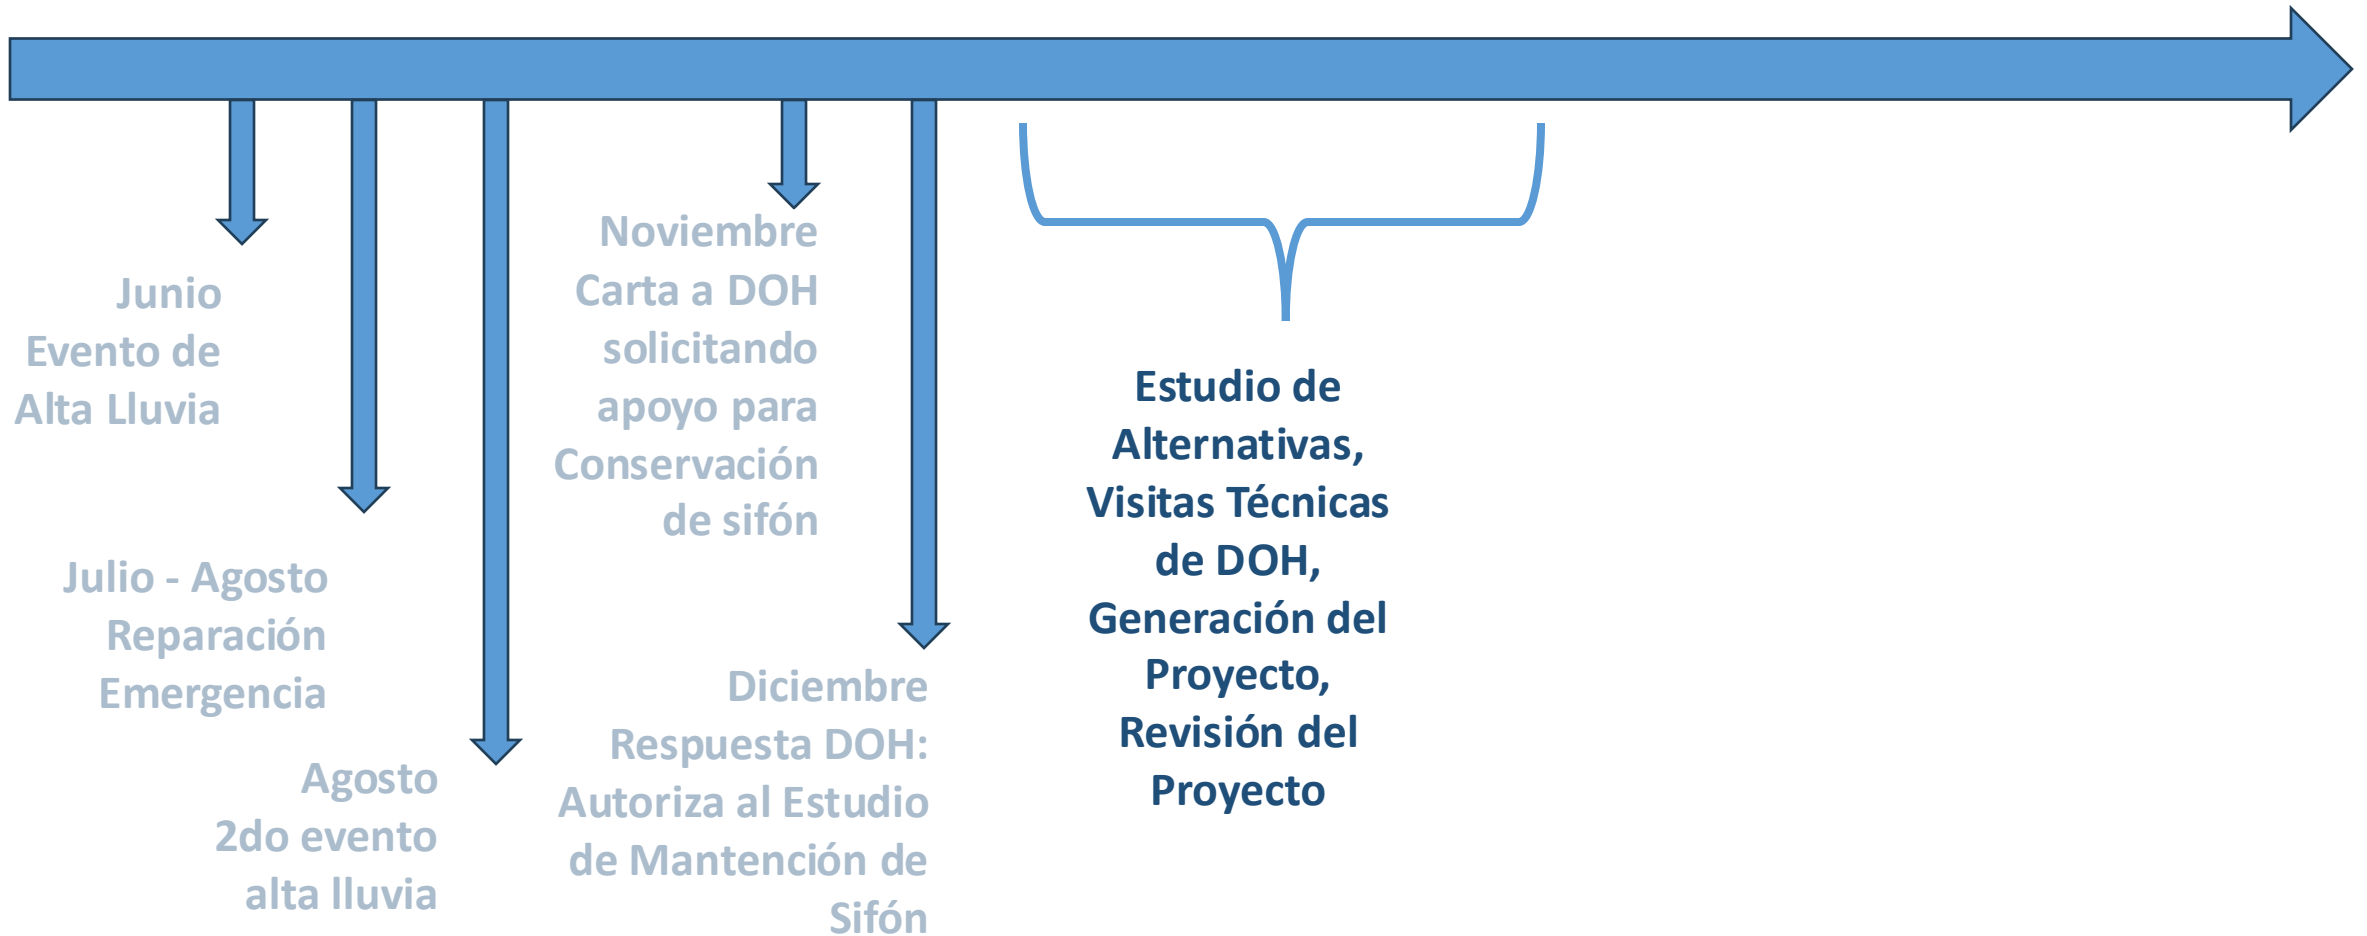 Junio
Evento de
Alta Lluvia
Julio - Agosto
Reparación
Emergencia
Agosto
2do evento
alta lluvia
Noviembre
Carta a DOH
solicitando
apoyo para
Conservación
de sifón
Diciembre
Respuesta DOH:
Autoriza al Estudio
de Mantención de
Sifón
Estudio de
Alternativas,
Visitas Técnicas
de DOH,
Generación del
Proyecto,
Revisión del
Proyecto